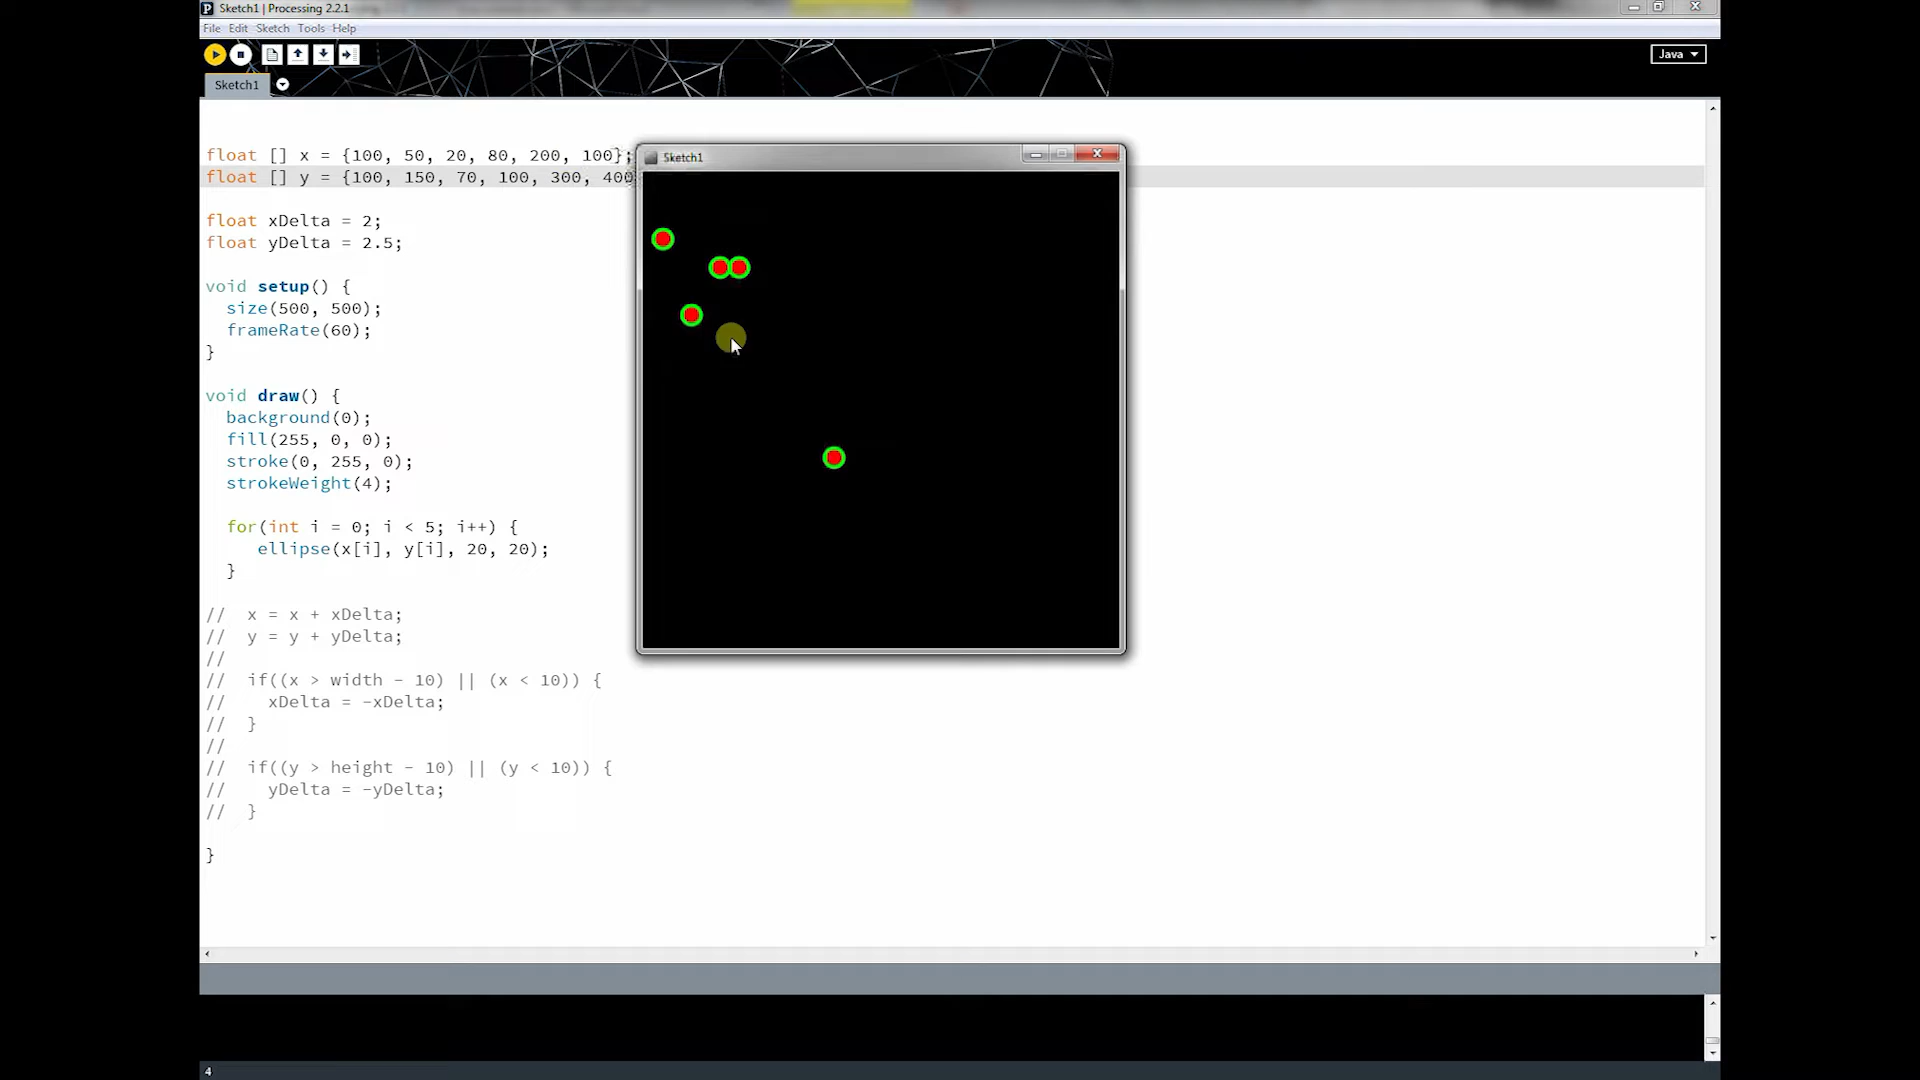 Sketch1 | Processing 2.2.1
File Edit Sketch Tools Help
Java
Sketch1
float [] x = {100, 50, 20, 80, 200, 100};
float [] y = {100, 150, 70, 100, 300, 400
float xDelta = 2;
float yDelta = 2.5;
void setup() {
size(500, 500);
frameRate(60);
}
void draw() {
background(0);
fill(255, 0, 0);
stroke(0, 255, 0);
strokeWeight(4);
for(int i = 0; i < 5; i++) {
ellipse(x[i], y[i], 20, 20);
}
// x = x + xDelta;
// y = y + yDelta;
//
// if((x > width - 10) || (x < 10)) {
// xDelta = -xDelta;
// }
//
// if((y > height - 10) || (y < 10)) {
// yDelta = -yDelta;
// }
}
Sketch1
4